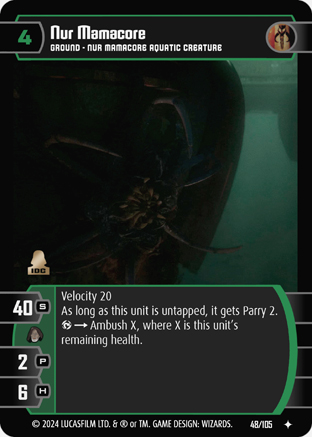 4
Nur Mamacore
GROUND - NUR MAMACORE AQUATIC CREATURE
IDC
40 S
Velocity 20
As long as this unit is untapped, it gets Parry 2.
→ Ambush X, where X is this unit's
remaining health.
2 P
6 H
© 2024 LUCASFILM LTD. & ® or TM. GAME DESIGN: WIZARDS.
48/105